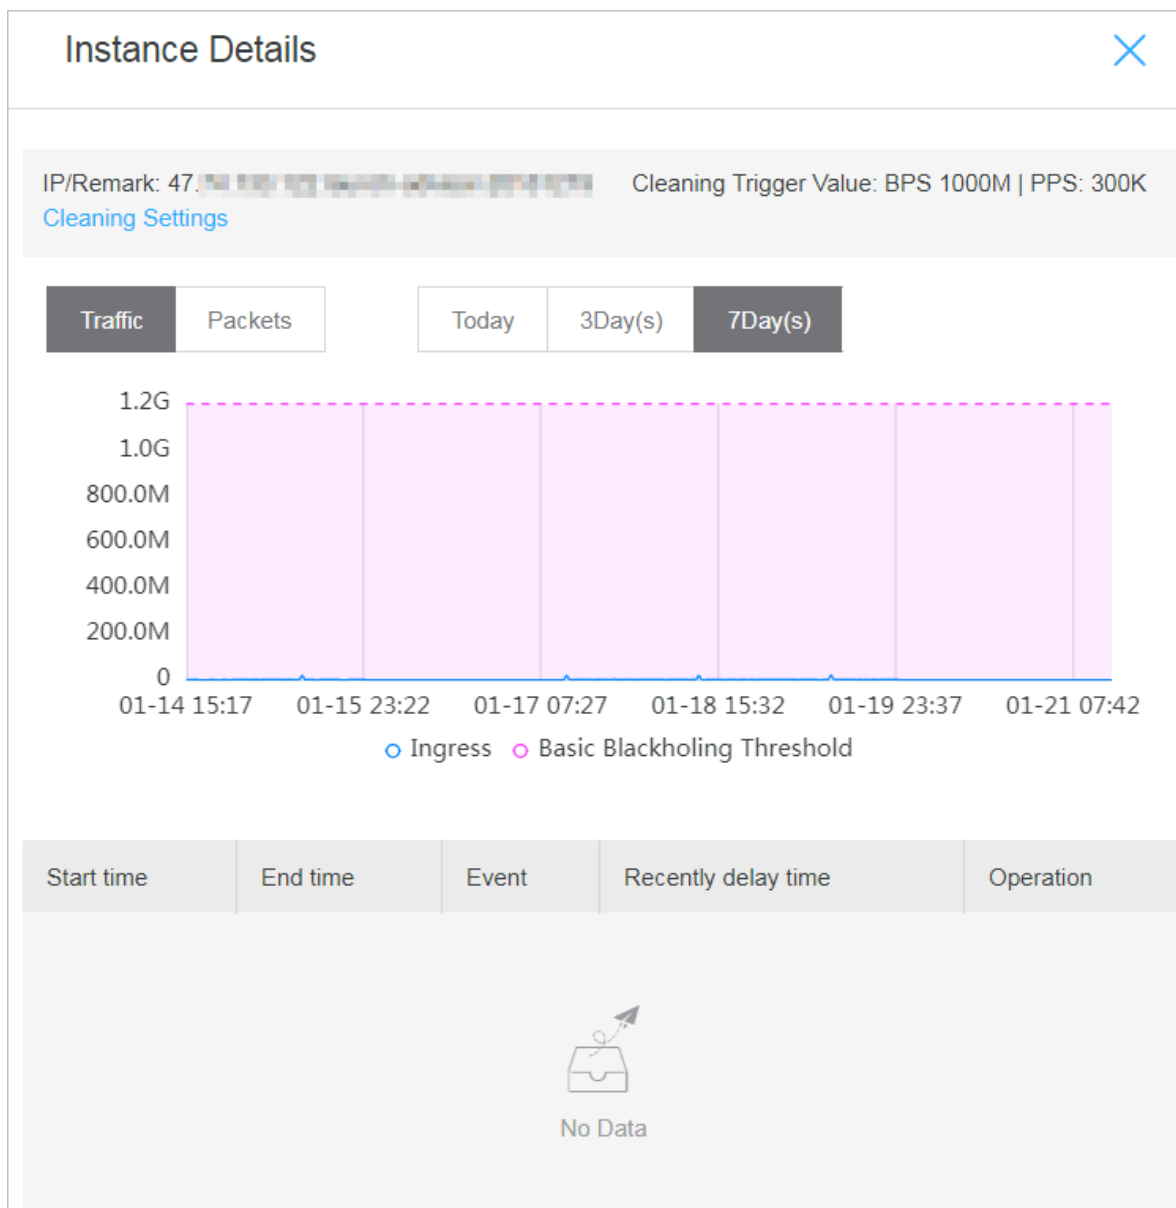 Instance Details
IP/Remark: 47. Cleaning Trigger Value: BPS 1000M | PPS: 300K
Cleaning Settings
Traffic Packets Today 3Day(s) 7Day(s)
1.2G
1.0G
800.0M
600.0M
400.0M
200.0M
0
01-14 15:17 01-15 23:22 01-17 07:27 01-18 15:32 01-19 23:37 01-21 07:42
Ingress Basic Blackholing Threshold
Start time End time Event Recently delay time Operation
No Data